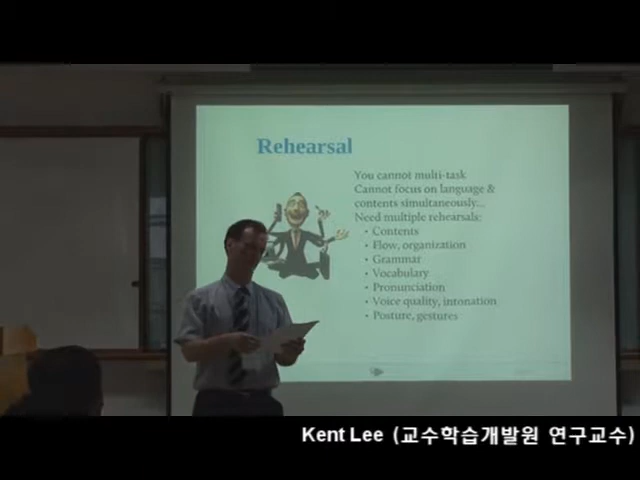 Rehearsal
You cannot multi-task
Cannot focus on language &
contents simultaneously...
Need multiple rehearsals:
• Contents
• Flow, organization
• Grammar
• Vocabulary
• Pronunciation
• Voice quality, intonation
• Posture, gestures
Kent Lee (교수학습개발원 연구교수)